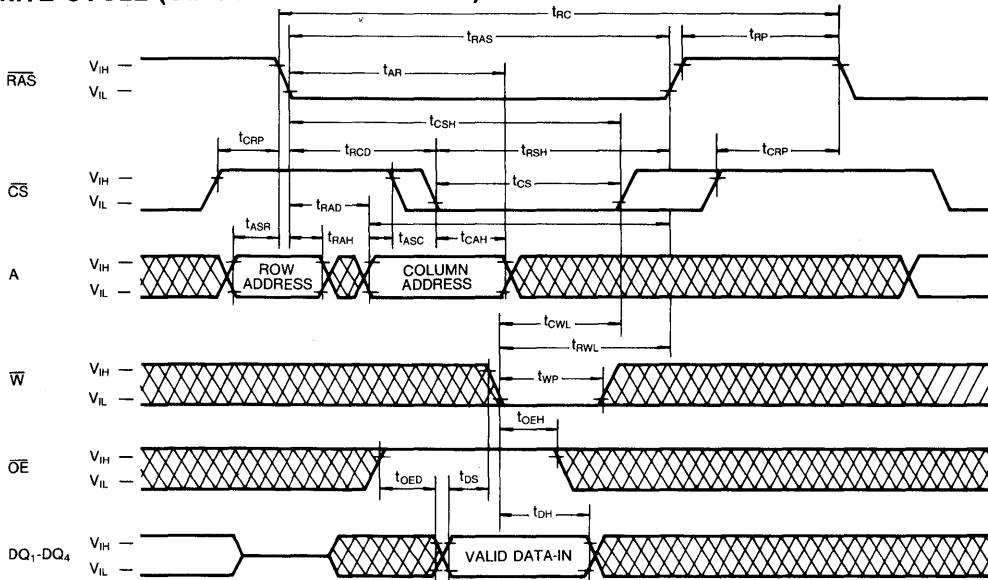 tRC
tRAS
tRP
RAS
VIH
VIL
tAR
tCSH
tCRP
tRCD
tRSH
tCRP
CS
VIH
VIL
tCS
tRAD
tASR
tRAH
tASC
tCAH
A
VIH
VIL
ROW
ADDRESS
COLUMN
ADDRESS
tCWL
tRWL
W
VIH
VIL
tWP
tOEH
OE
VIH
VIL
tOED
tDS
tDH
DQ1-DQ4
VIH
VIL
VALID DATA-IN